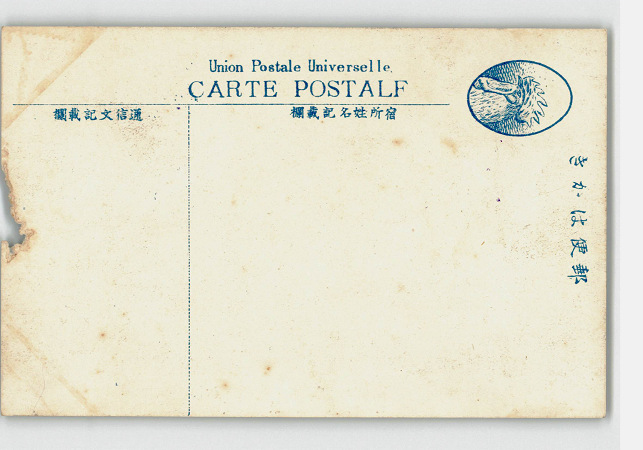 Union Postale Universelle.
CARTE POSTALF
宿所姓名記載欄
通信文記載欄
郵便はかき